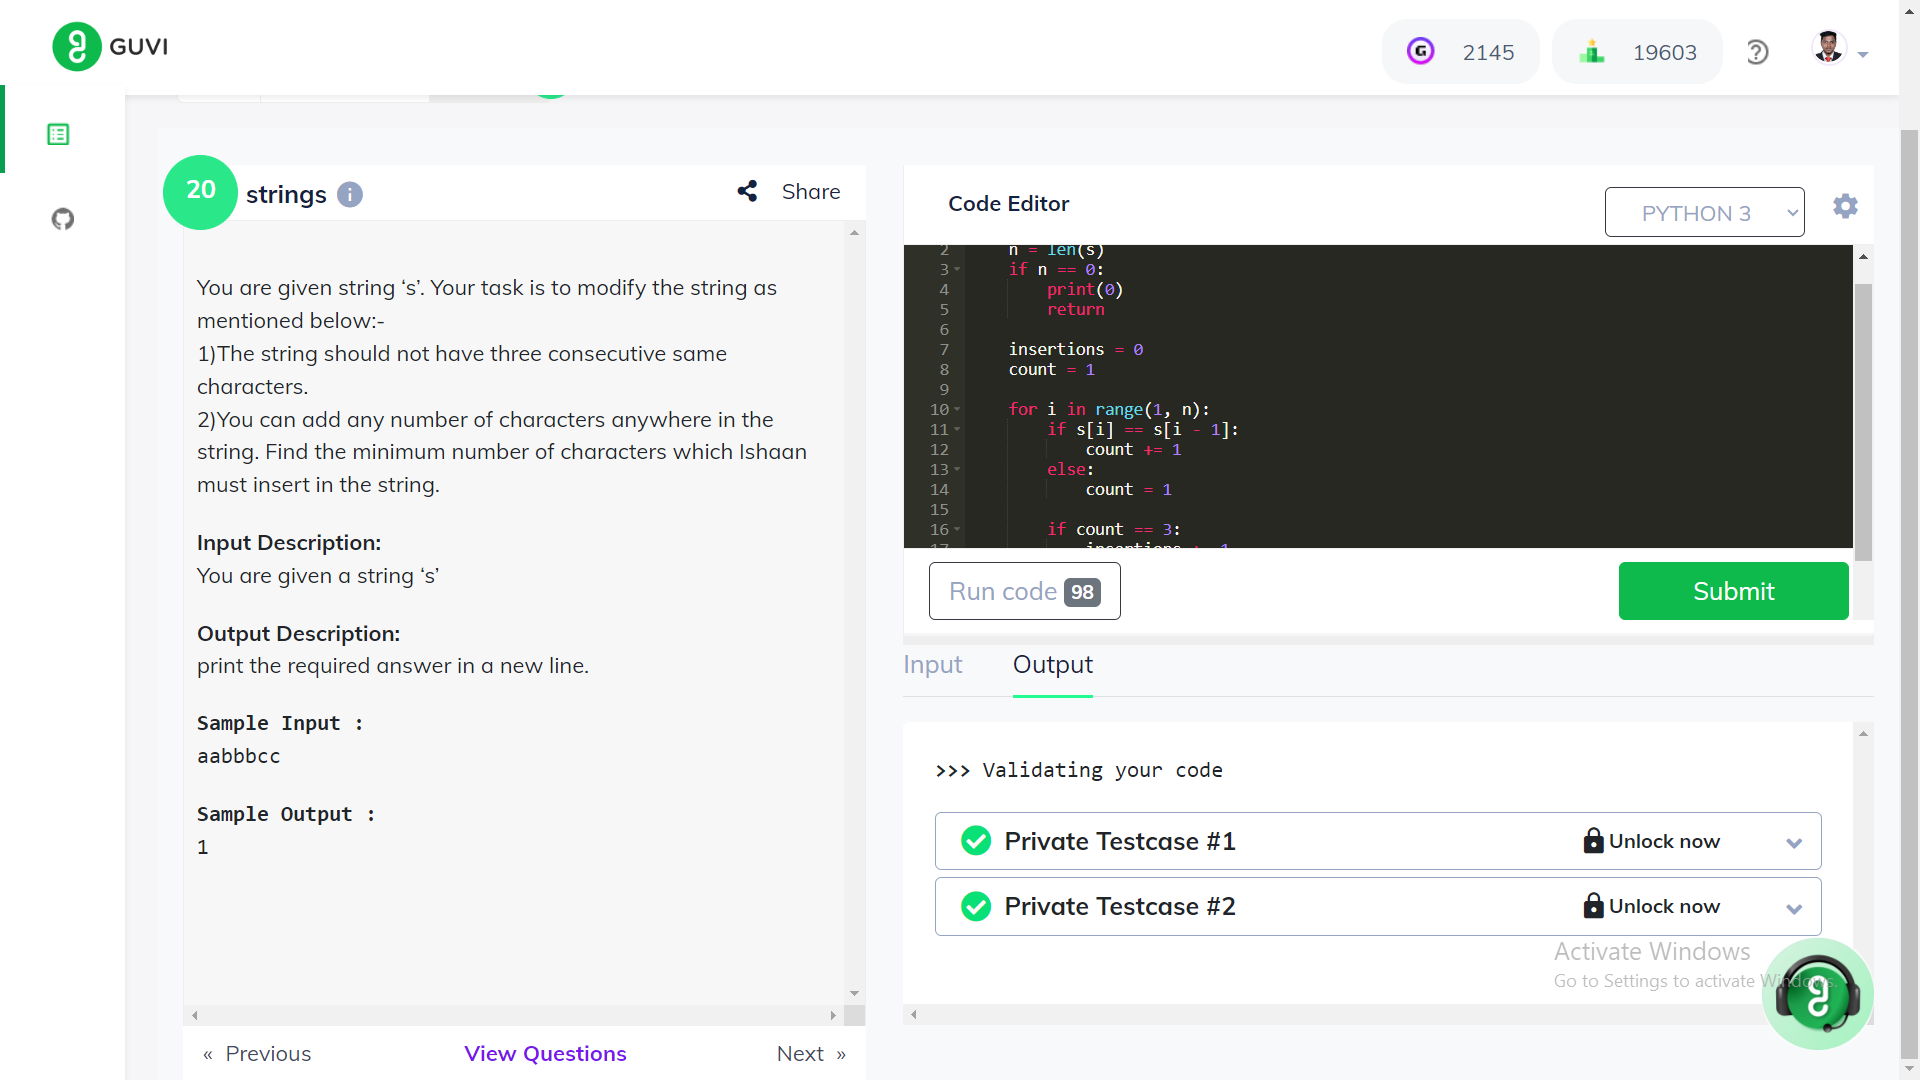 GUVI
2145
19603
20
strings
Share
You are given string ‘s’. Your task is to modify the string as
mentioned below:-
1)The string should not have three consecutive same
characters.
2)You can add any number of characters anywhere in the
string. Find the minimum number of characters which Ishaan
must insert in the string.
Input Description:
You are given a string ‘s’
Output Description:
print the required answer in a new line.
Sample Input :
aabbbcc
Sample Output :
1
« Previous
View Questions
Next »
Code Editor
PYTHON 3
2 n = len(s)
3 if n == 0:
4 print(0)
5 return
6
7 insertions = 0
8 count = 1
9
10 for i in range(1, n):
11 if s[i] == s[i - 1]:
12 count += 1
13 else:
14 count = 1
15
16 if count == 3:
17 insertions += 1
Run code 98
Submit
Input
Output
>>> Validating your code
Private Testcase #1
Unlock now
Private Testcase #2
Unlock now
Activate Windows
Go to Settings to activate Windows.